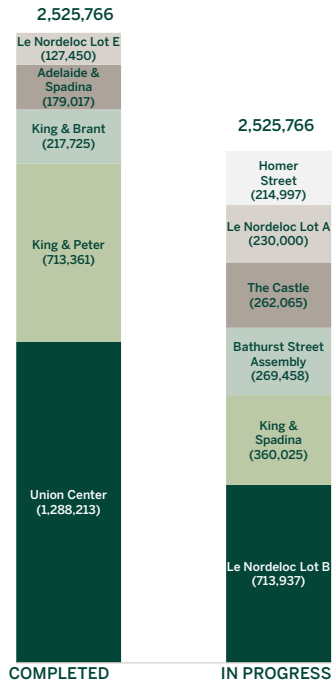 2,525,766
Le Nordeloc Lot E
(127,450)
Adelaide &
Spadina
(179,017)
King & Brant
(217,725)
King & Peter
(713,361)
Union Center
(1,288,213)
COMPLETED
2,525,766
Homer
Street
(214,997)
Le Nordeloc Lot A
(230,000)
The Castle
(262,065)
Bathurst Street
Assembly
(269,458)
King &
Spadina
(360,025)
Le Nordeloc Lot B
(713,937)
IN PROGRESS